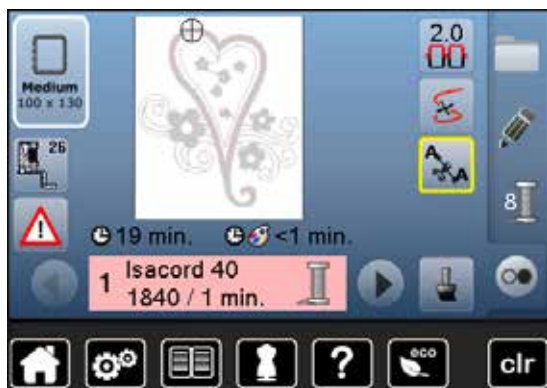 2.0
Medium
100 x 130
26
A
A
8
19 min.
<1 min.
1
Isacord 40
1840 / 1 min.
?
eco
clr